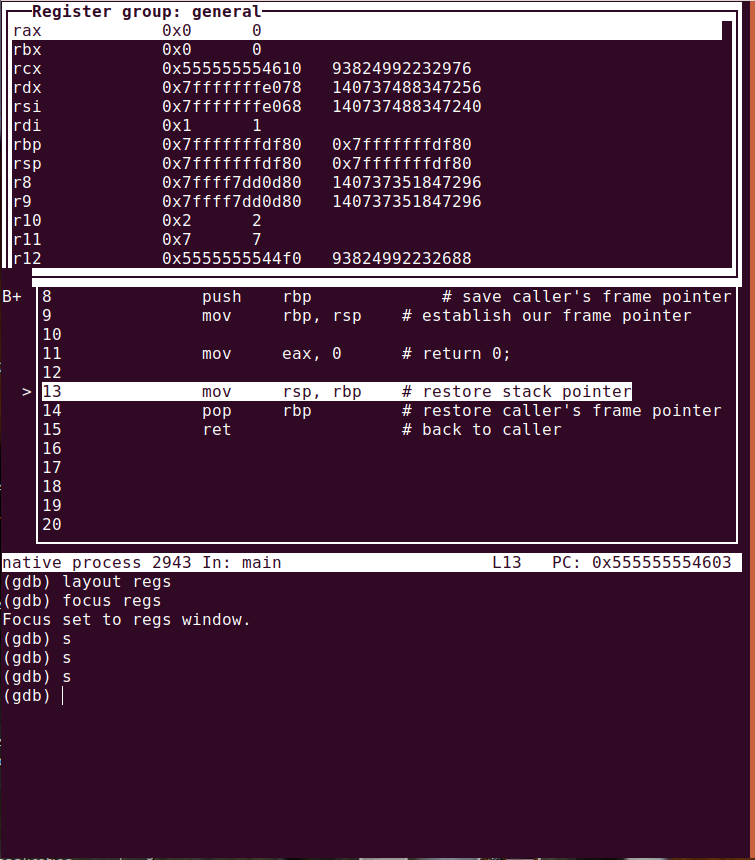 Register group: general
rax 0x0 0
rbx 0x0 0
rcx 0x555555554610 93824992232976
rdx 0x7fffffffe078 140737488347256
rsi 0x7fffffffe068 140737488347240
rdi 0x1 1
rbp 0x7fffffffdf80 0x7fffffffdf80
rsp 0x7fffffffdf80 0x7fffffffdf80
r8 0x7ffff7dd0d80 140737351847296
r9 0x7ffff7dd0d80 140737351847296
r10 0x2 2
r11 0x7 7
r12 0x5555555544f0 93824992232688
B+ 8 push rbp # save caller's frame pointer
9 mov rbp, rsp # establish our frame pointer
10
11 mov eax, 0 # return 0;
12
> 13 mov rsp, rbp # restore stack pointer
14 pop rbp # restore caller's frame pointer
15 ret # back to caller
16
17
18
19
20
native process 2943 In: main L13 PC: 0x555555554603
(gdb) layout regs
(gdb) focus regs
Focus set to regs window.
(gdb) s
(gdb) s
(gdb) s
(gdb)